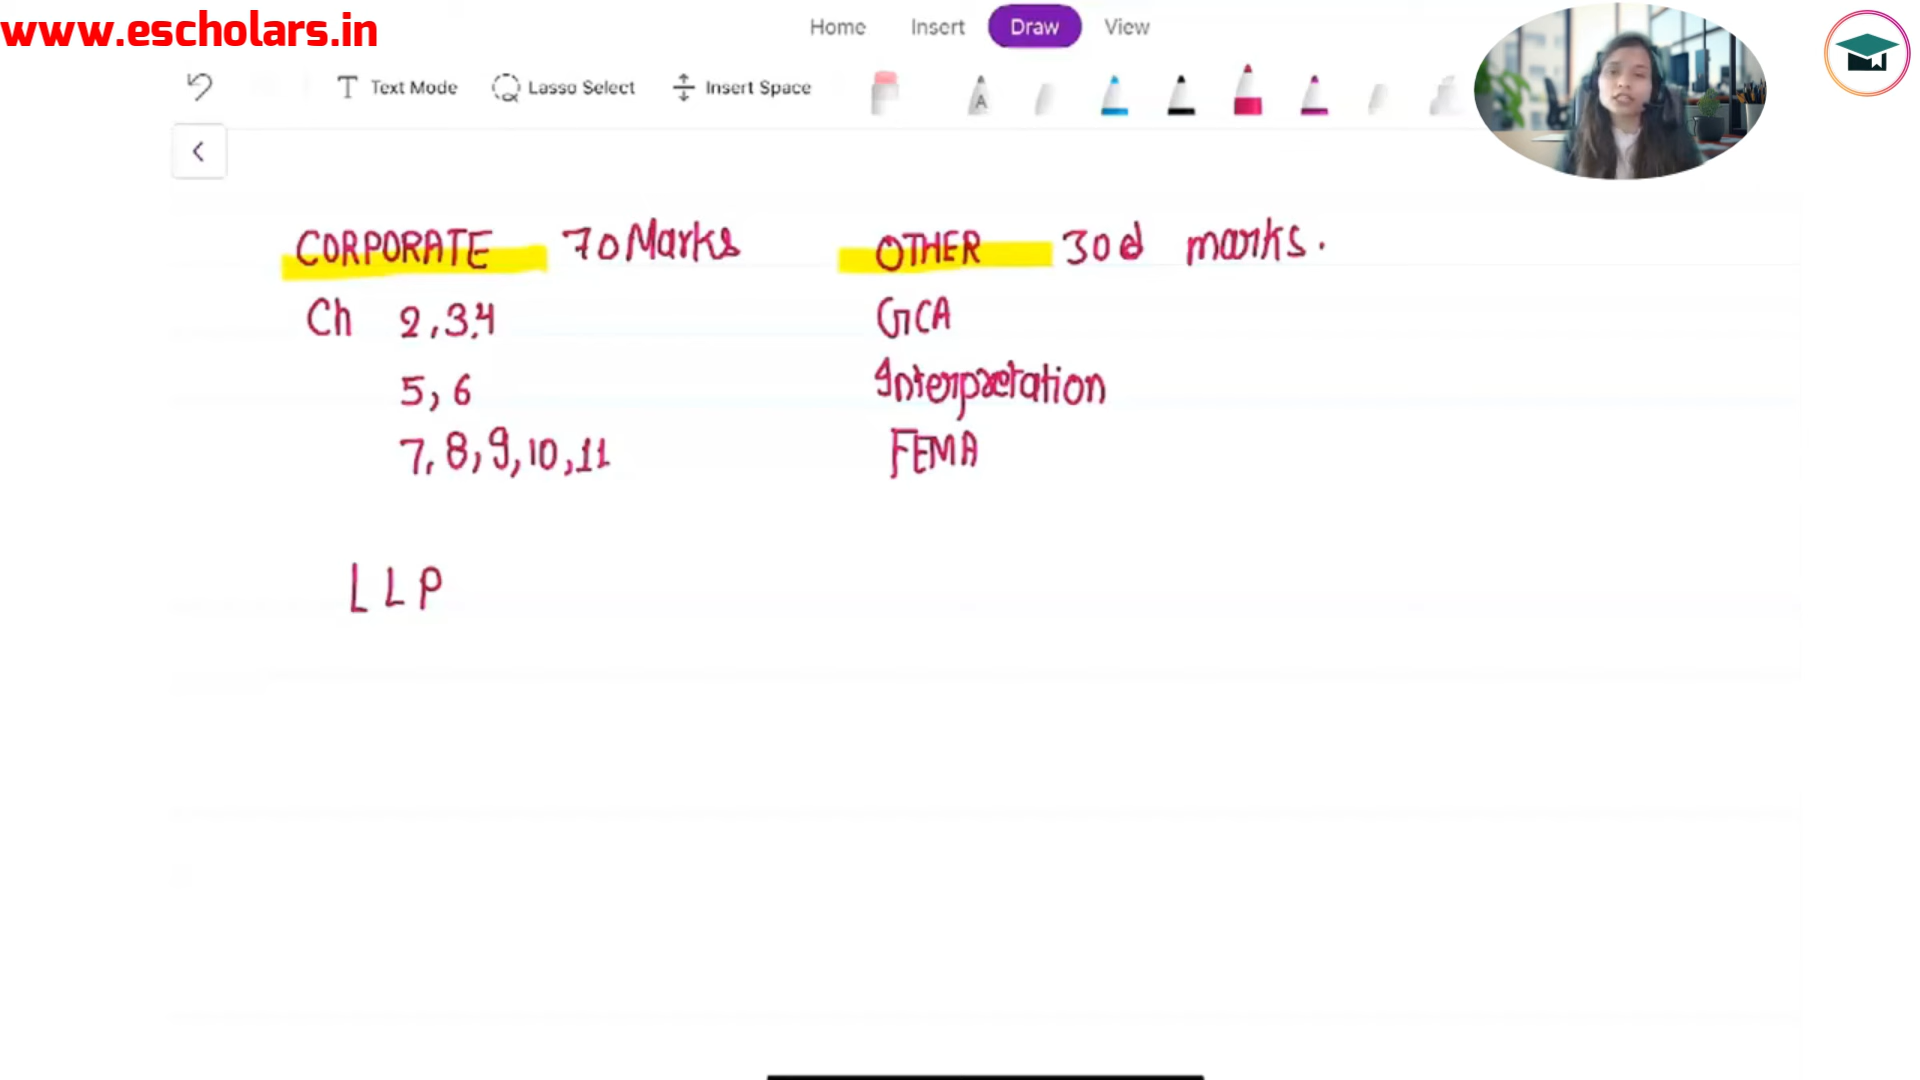 www.escholars.in
Home Insert Draw View
Text Mode Lasso Select Insert Space
A
CORPORATE 70 Marks OTHER 30 marks.
Ch 2,3,4 GCA
5,6 Interpretation
7,8,9,10,11 FEMA
LLP